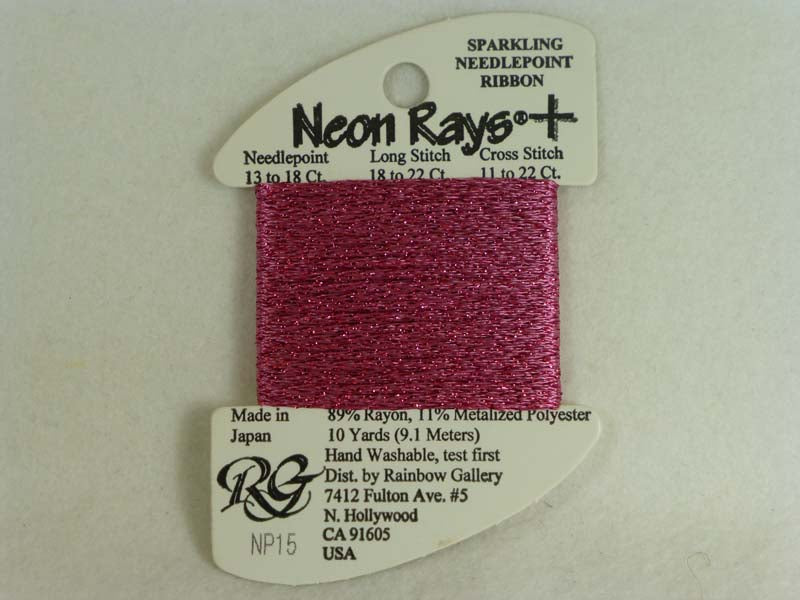 SPARKLING
NEEDLEPOINT
RIBBON
Neon Rays®+
Needlepoint Long Stitch Cross Stitch
13 to 18 Ct. 18 to 22 Ct. 11 to 22 Ct.
Made in 89% Rayon, 11% Metalized Polyester
Japan 10 Yards (9.1 Meters)
Hand Washable, test first
RG Dist. by Rainbow Gallery
7412 Fulton Ave. #5
N. Hollywood
NP15 CA 91605
USA